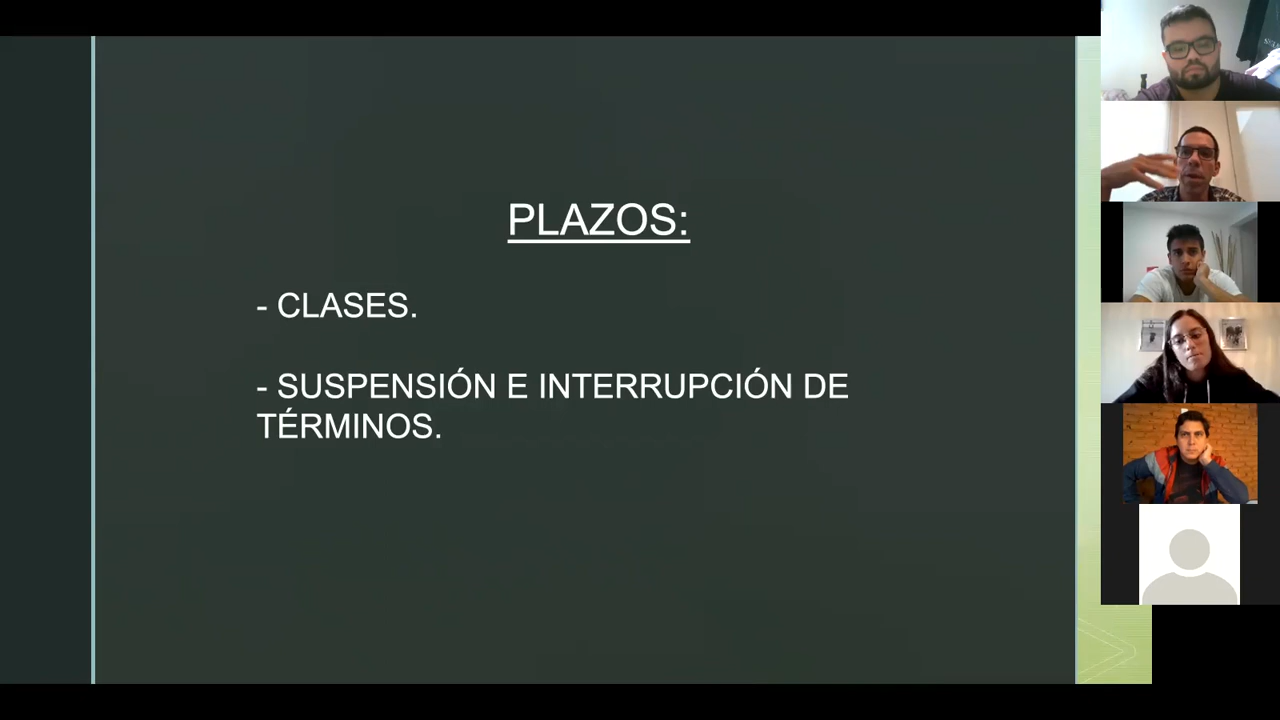 PLAZOS:
- CLASES.
- SUSPENSIÓN E INTERRUPCIÓN DE
TÉRMINOS.